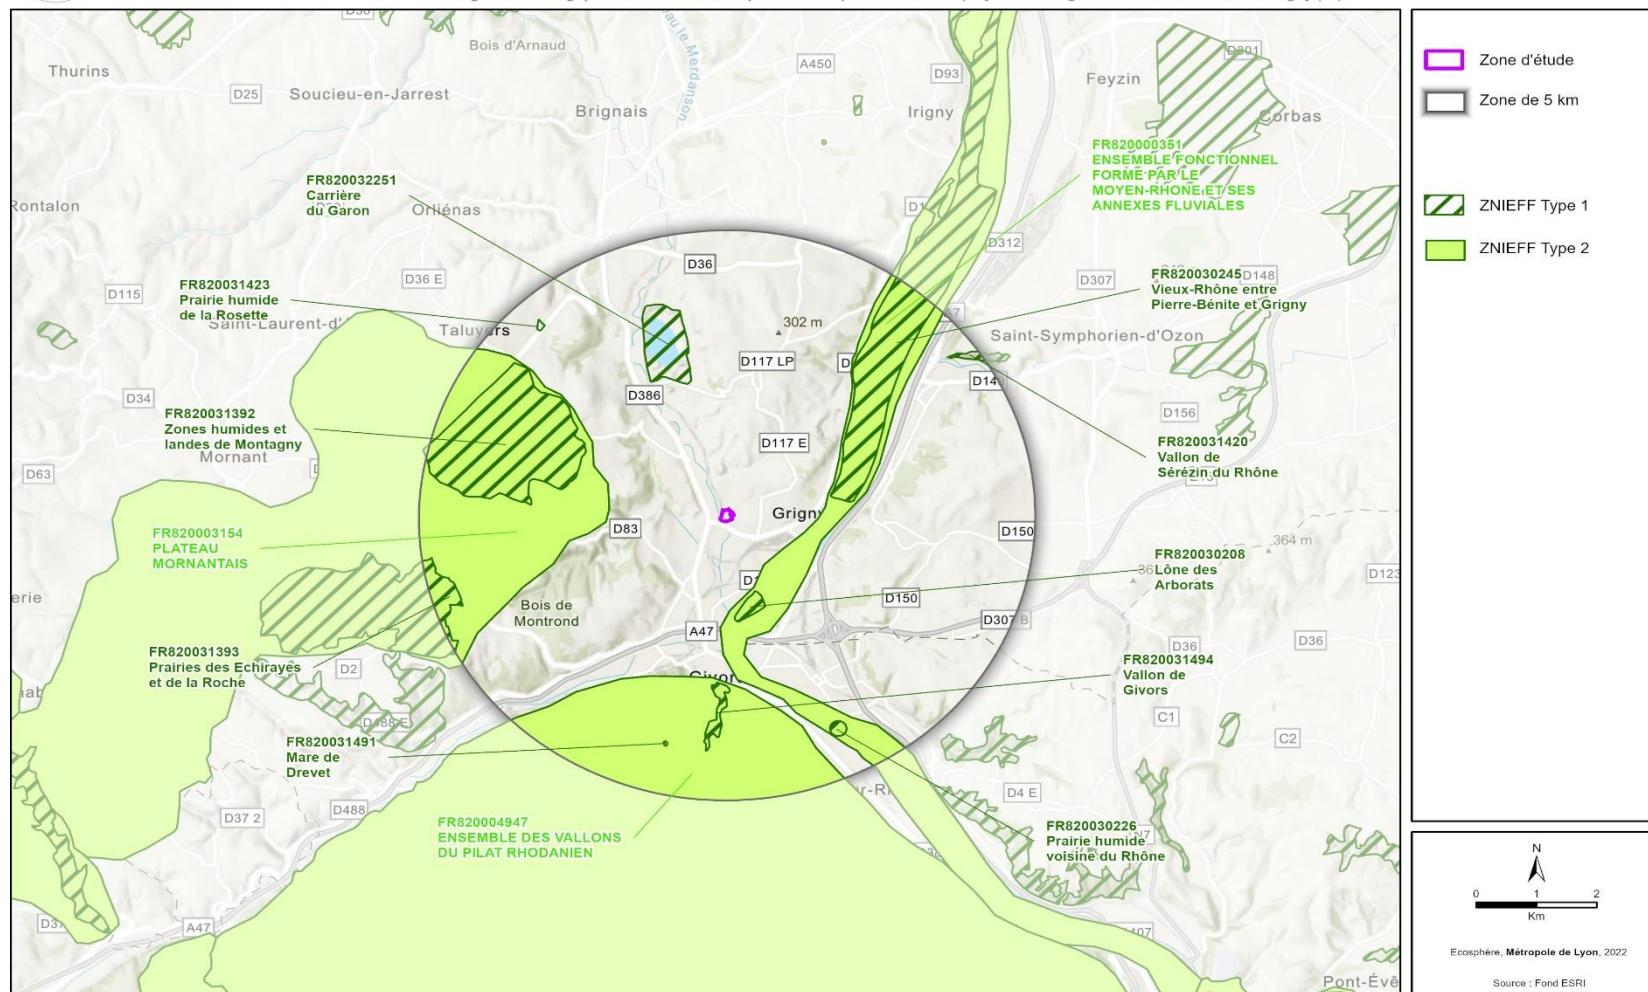 Bois d'Arnaud
A450
D93
Feyzin
D301
Thurins
D25
Soucieu-en-Jarrest
Brignais
Irigny
Corbas
FR820000351
ENSEMBLE FONCTIONNEL
FORMÉ PAR LE
MOYEN-RHONE ET SES
ANNEXES FLUVIALES
FR820032251
Carrière
du Garon
Rontalon
Orliénas
D312
D36
D36 E
D307
D148
FR820030245
Vieux-Rhône entre
Pierre-Bénite et Grigny
D115
FR820031423
Prairie humide
de la Rosette
Taluyers
302 m
A7
Saint-Symphorien-d'Ozon
D117 LP
D34
D386
D156
FR820031392
Zones humides et
landes de Montagny
Mornant
D117 E
FR820031420
Vallon de
Sérézin du Rhône
D63
FR820003154
PLATEAU
MORNANTAIS
D83
Grigny
D150
364 m
FR820030208
Lône des
Arborats
D123
Bois de
Montrond
D150
D307 B
A47
D36
D36
FR820031393
Prairies des Echirayes
et de la Roche
D2
Givors
FR820031494
Vallon de
Givors
D488 E
C1
C2
FR820031491
Mare de
Drevet
D488
D37 2
D4 E
N7
FR820004947
ENSEMBLE DES VALLONS
DU PILAT RHODANIEN
FR820030226
Prairie humide
voisine du Rhône
A47
Pont-Évê
Zone d'étude
Zone de 5 km
ZNIEFF Type 1
ZNIEFF Type 2
N
0 1 2
Km
Ecosphère, Métropole de Lyon, 2022
Source : Fond ESRI